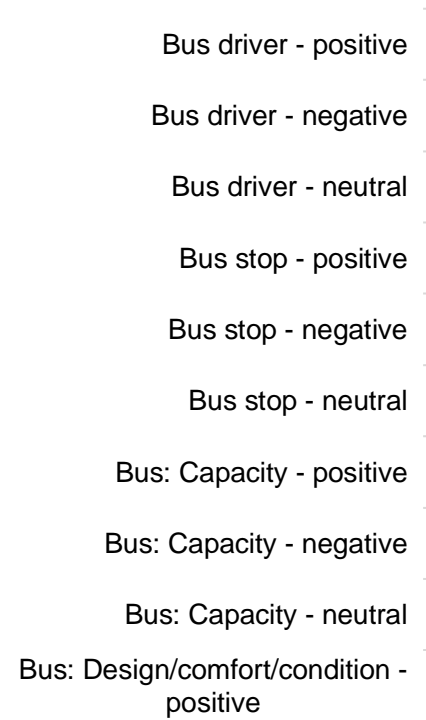 Bus driver - positive
Bus driver - negative
Bus driver - neutral
Bus stop - positive
Bus stop - negative
Bus stop - neutral
Bus: Capacity - positive
Bus: Capacity - negative
Bus: Capacity - neutral
Bus: Design/comfort/condition -
positive